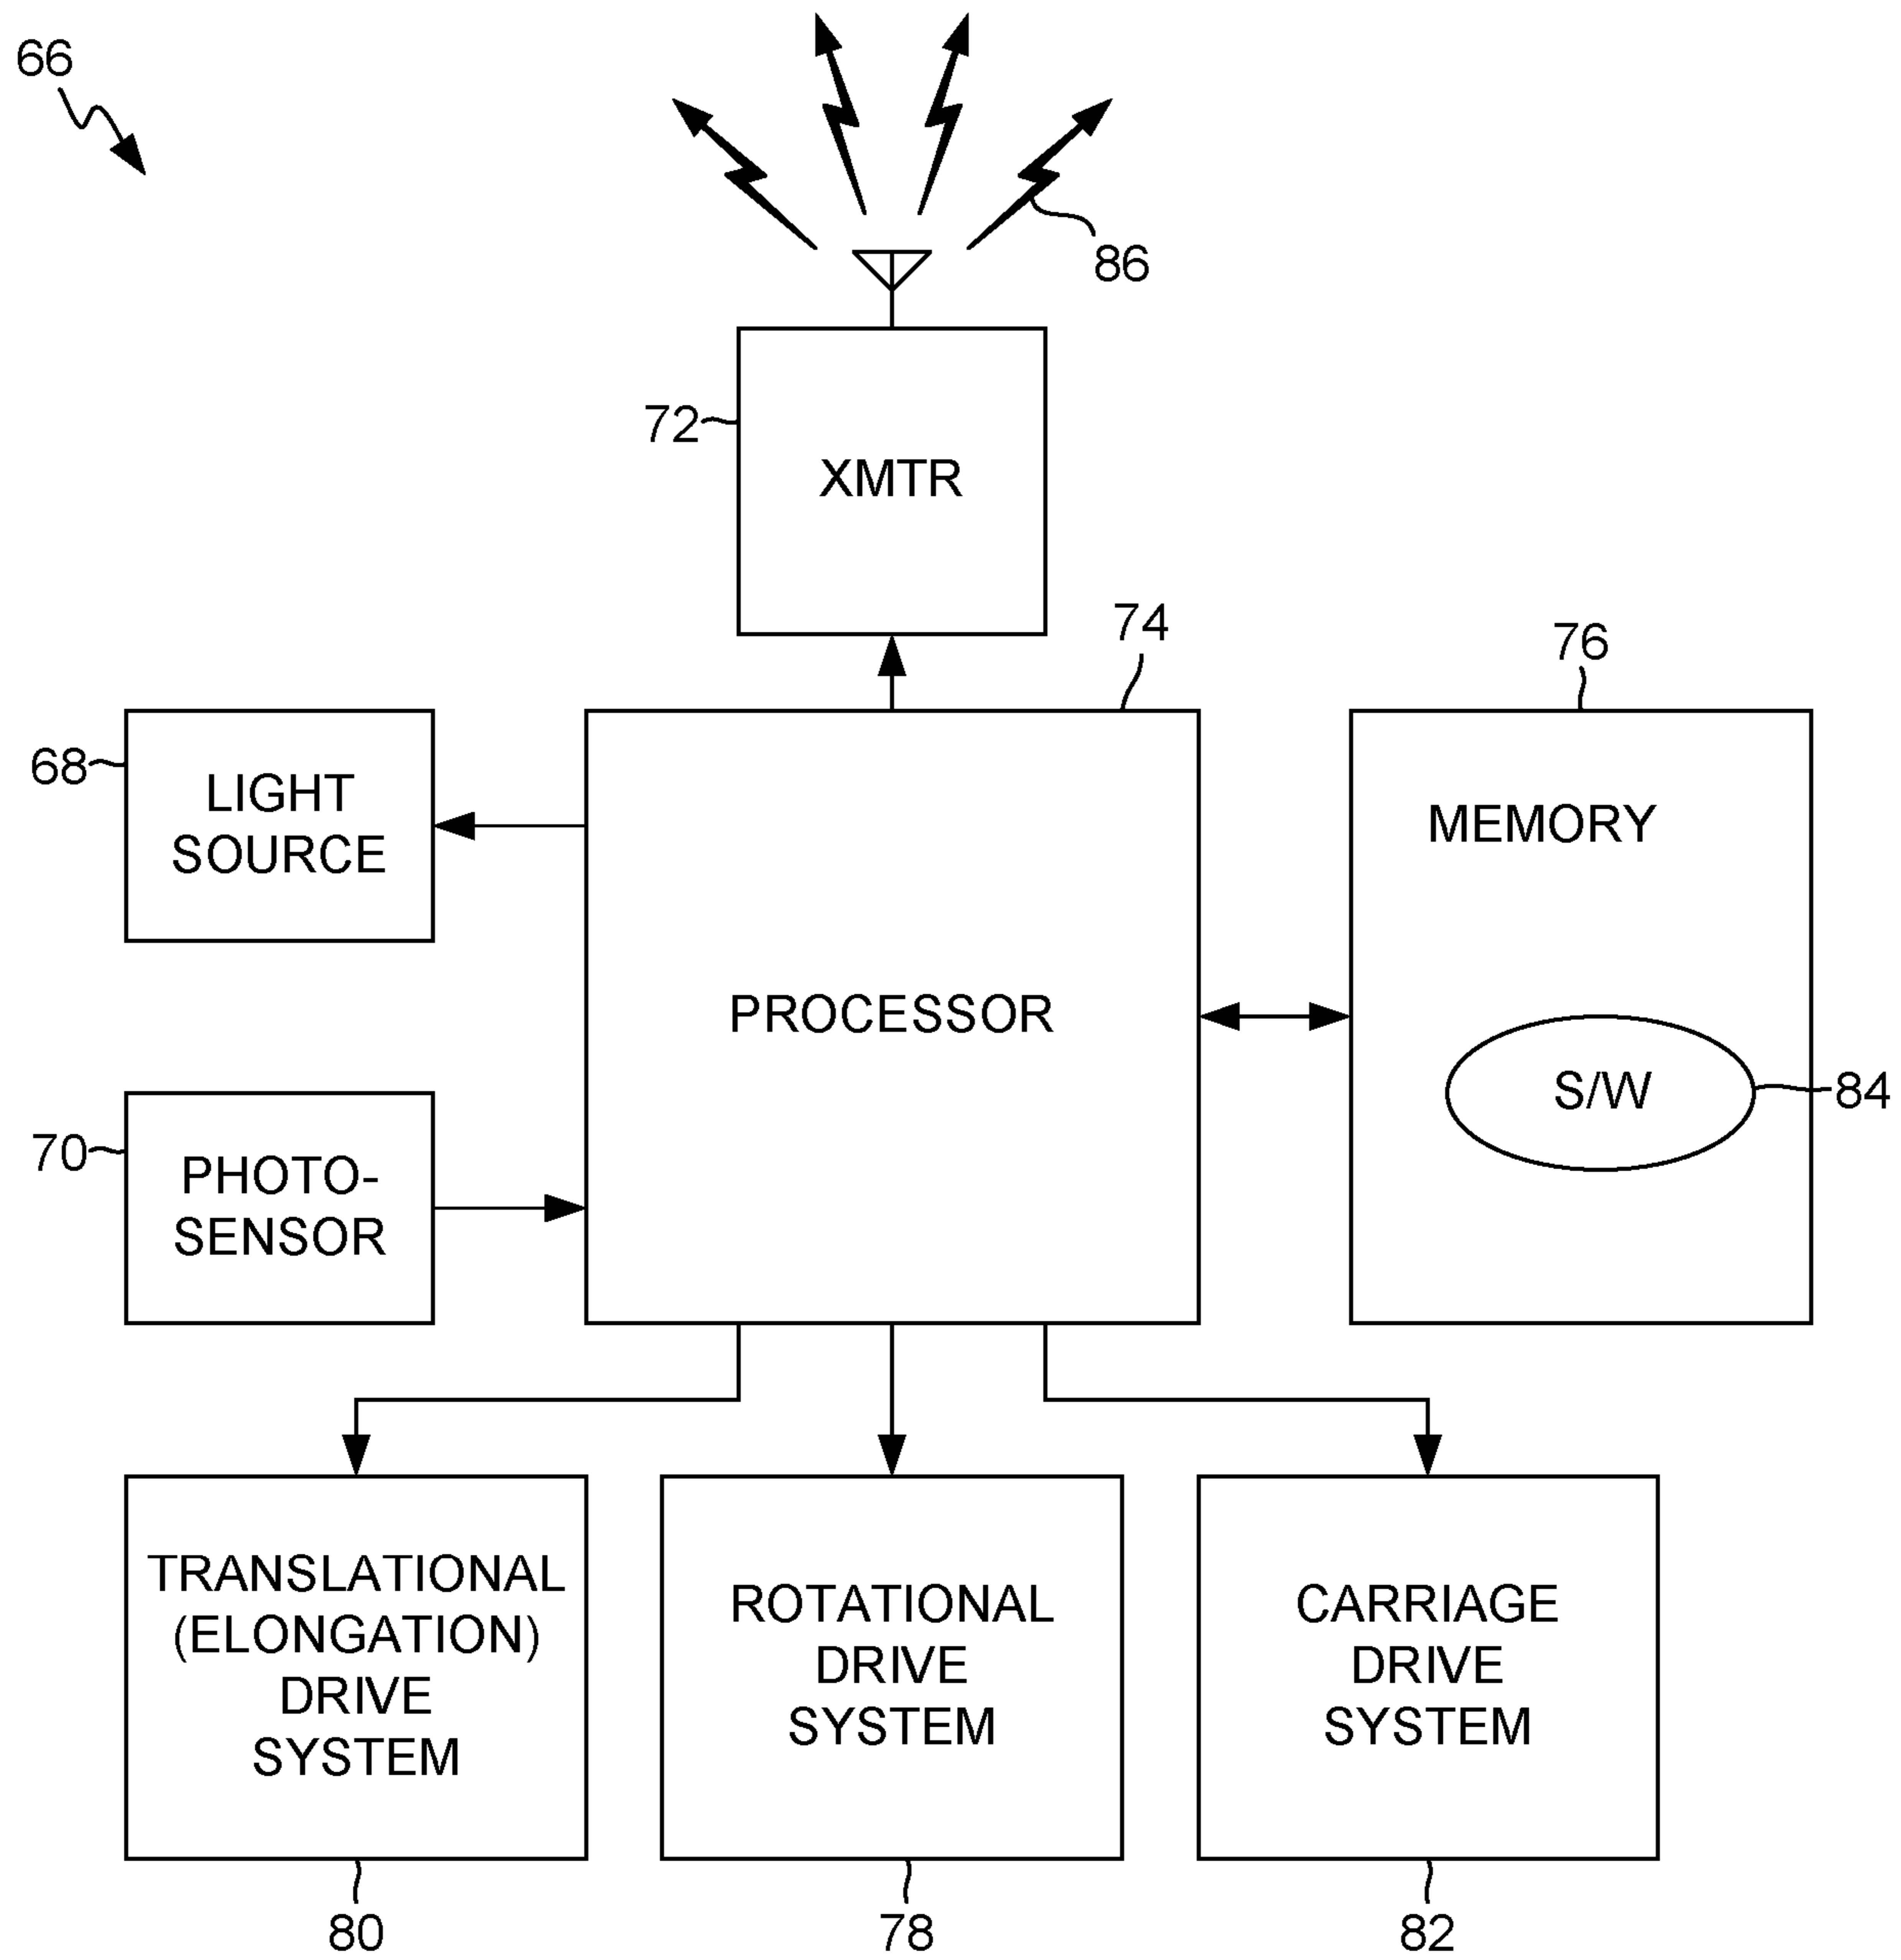 66
86
72
XMTR
74
76
68
LIGHT
SOURCE
MEMORY
PROCESSOR
S/W
84
70
PHOTO-
SENSOR
TRANSLATIONAL
(ELONGATION)
DRIVE
SYSTEM
ROTATIONAL
DRIVE
SYSTEM
CARRIAGE
DRIVE
SYSTEM
80
78
82